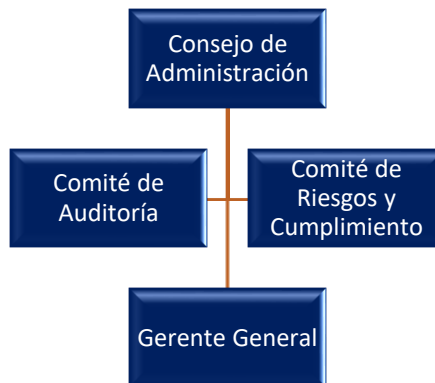 Consejo de
Administración
Comité de
Auditoría
Comité de
Riesgos y
Cumplimiento
Gerente General